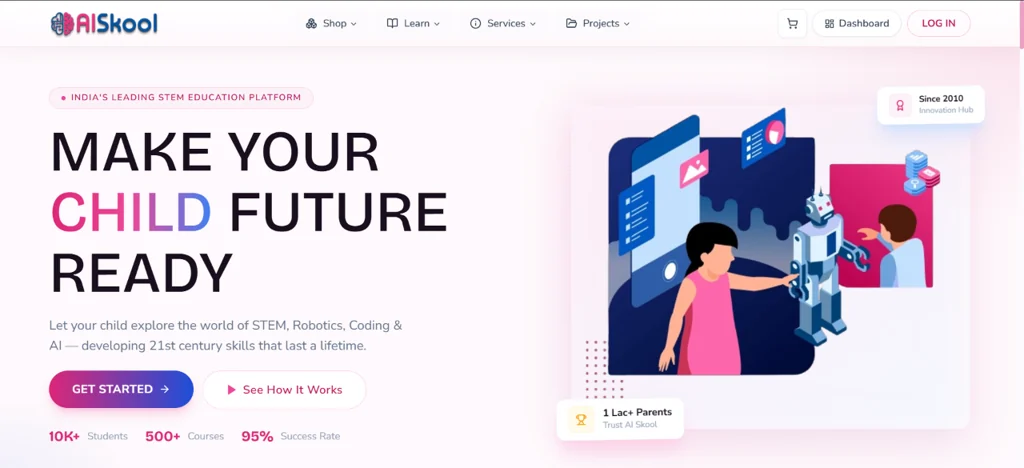 AISkool
Shop
Learn
Services
Projects
Dashboard
LOG IN
INDIA'S LEADING STEM EDUCATION PLATFORM
MAKE YOUR
CHILD FUTURE
READY
Let your child explore the world of STEM, Robotics, Coding &
AI — developing 21st century skills that last a lifetime.
GET STARTED →
See How It Works
10K+ Students
500+ Courses
95% Success Rate
Since 2010
Innovation Hub
1 Lac+ Parents
Trust AI Skool